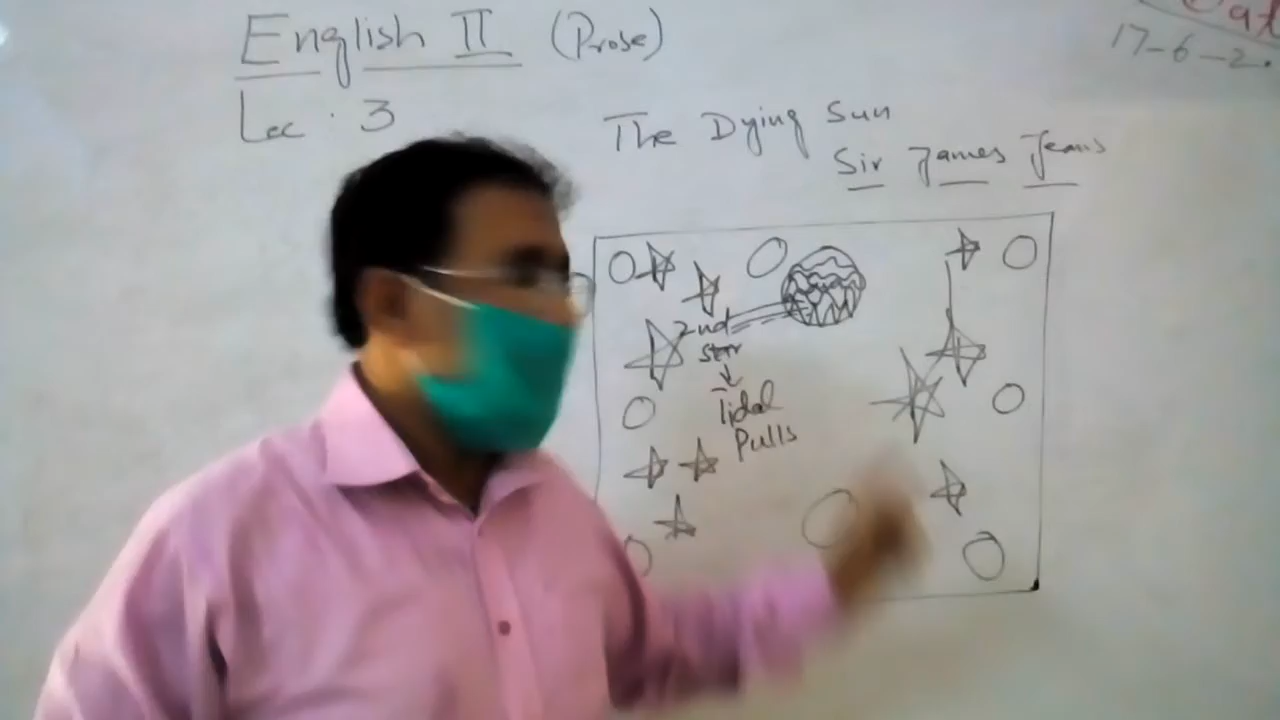 English II (Prose)
Lec : 3
17-6-2
The Dying Sun
Sir James Jeans
2nd
Star
Tidal
Pulls